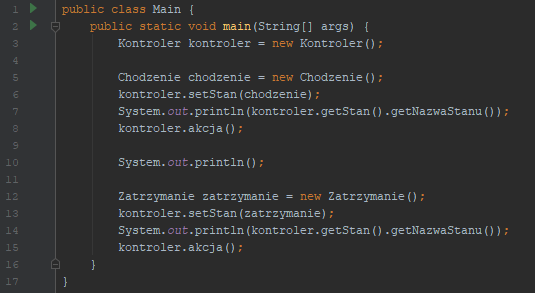 1 public class Main {
2 public static void main(String[] args) {
3 Kontroler kontroler = new Kontroler();
4
5 Chodzenie chodzenie = new Chodzenie();
6 kontroler.setStan(chodzenie);
7 System.out.println(kontroler.getStan().getNazwaStanu());
8 kontroler.akcja();
9
10 System.out.println();
11
12 Zatrzymanie zatrzymanie = new Zatrzymanie();
13 kontroler.setStan(zatrzymanie);
14 System.out.println(kontroler.getStan().getNazwaStanu());
15 kontroler.akcja();
16 }
17 }